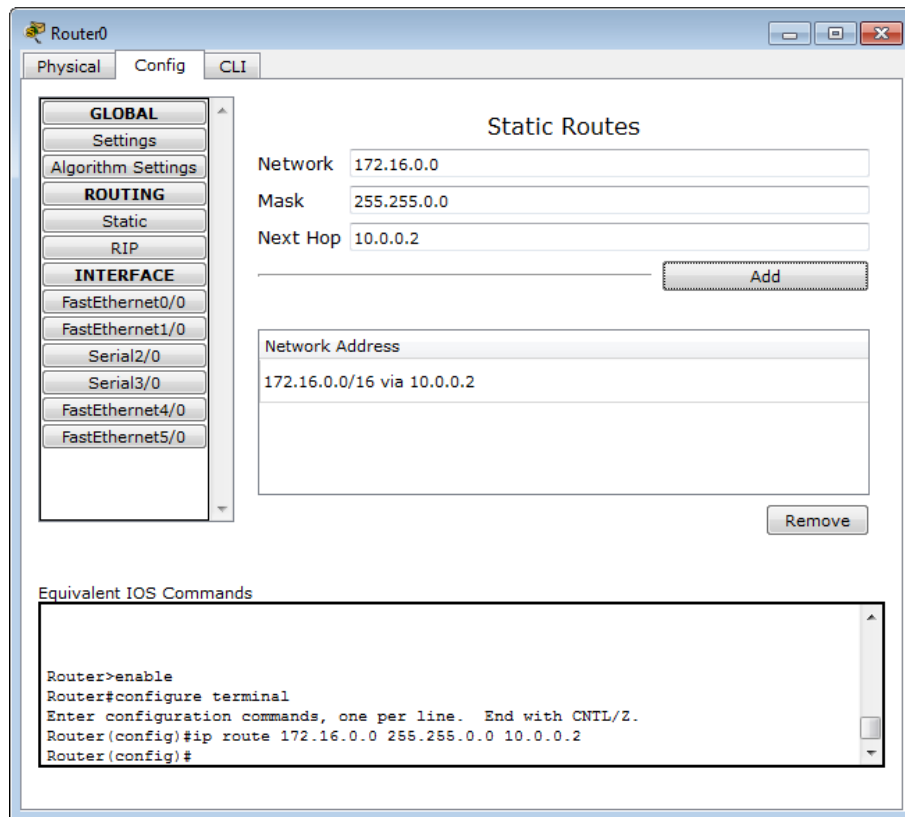 Router0
Physical Config CLI
GLOBAL
Settings
Algorithm Settings
ROUTING
Static
RIP
INTERFACE
FastEthernet0/0
FastEthernet1/0
Serial2/0
Serial3/0
FastEthernet4/0
FastEthernet5/0
Static Routes
Network 172.16.0.0
Mask 255.255.0.0
Next Hop 10.0.0.2
Add
Network Address
172.16.0.0/16 via 10.0.0.2
Remove
Equivalent IOS Commands
Router>enable
Router#configure terminal
Enter configuration commands, one per line.  End with CNTL/Z.
Router(config)#ip route 172.16.0.0 255.255.0.0 10.0.0.2
Router(config)#